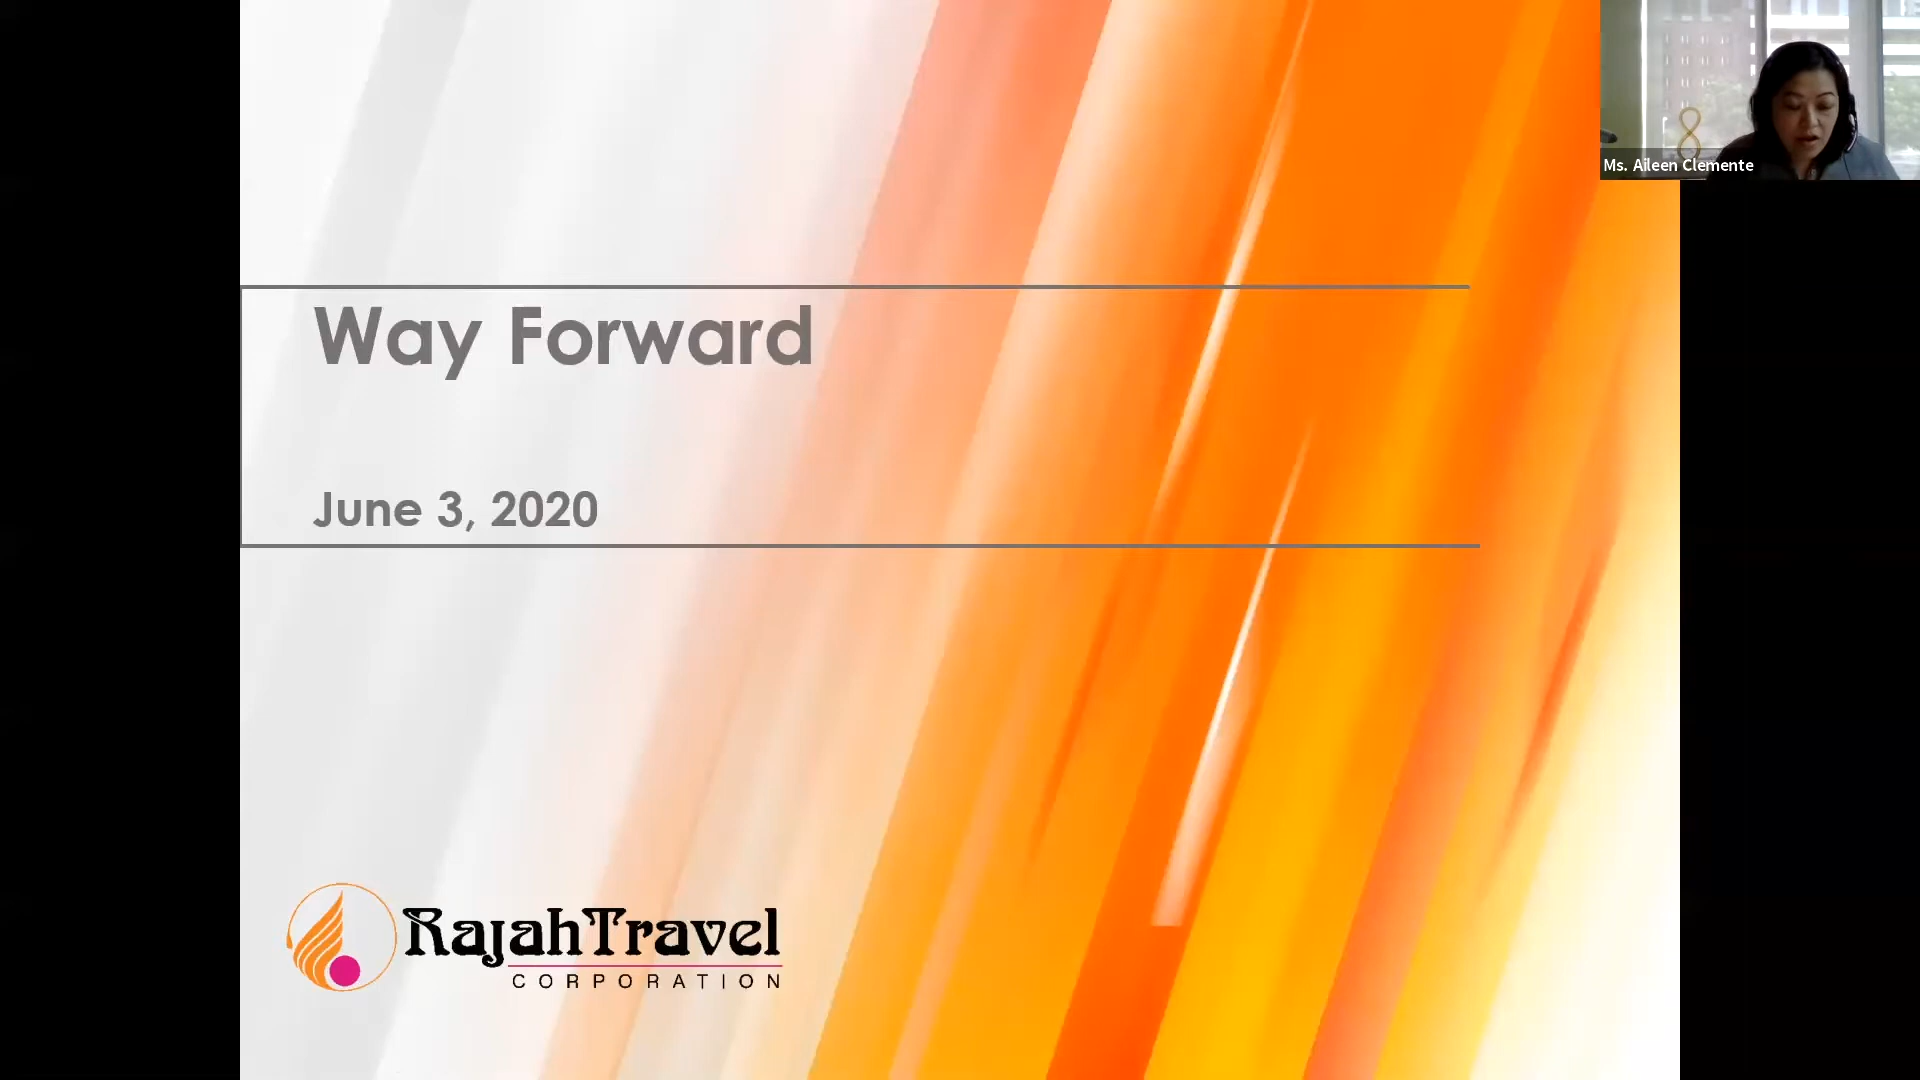 Ms. Aileen Clemente
Way Forward
June 3, 2020
RajahTravel
CORPORATION